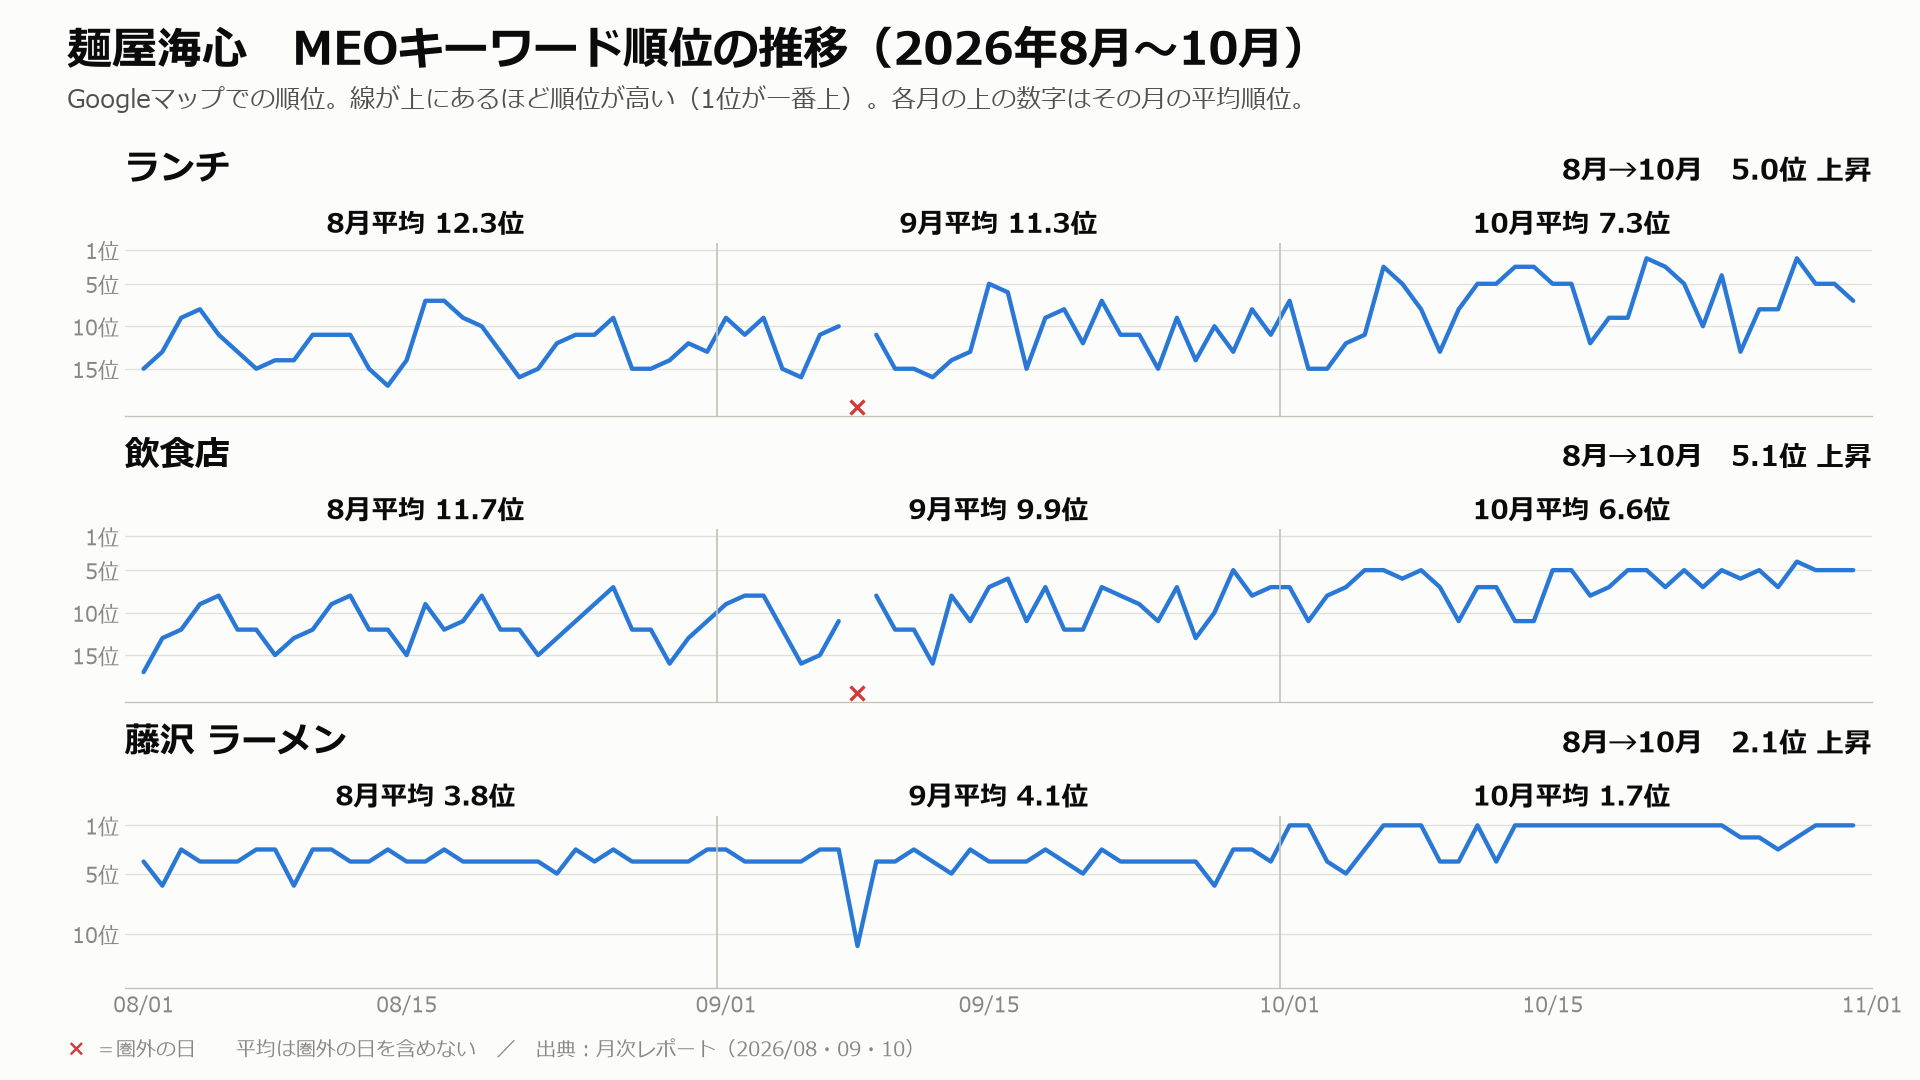 麺屋海心　MEOキーワード順位の推移（2026年8月〜10月）
Googleマップでの順位。線が上にあるほど順位が高い（1位が一番上）。各月の上の数字はその月の平均順位。
ランチ
8月→10月　5.0位 上昇
8月平均 12.3位
9月平均 11.3位
10月平均 7.3位
1位
5位
10位
15位
×
飲食店
8月→10月　5.1位 上昇
8月平均 11.7位
9月平均 9.9位
10月平均 6.6位
1位
5位
10位
15位
×
藤沢 ラーメン
8月→10月　2.1位 上昇
8月平均 3.8位
9月平均 4.1位
10月平均 1.7位
1位
5位
10位
08/01
08/15
09/01
09/15
10/01
10/15
11/01
× ＝圏外の日　　平均は圏外の日を含めない　／　出典：月次レポート（2026/08・09・10）